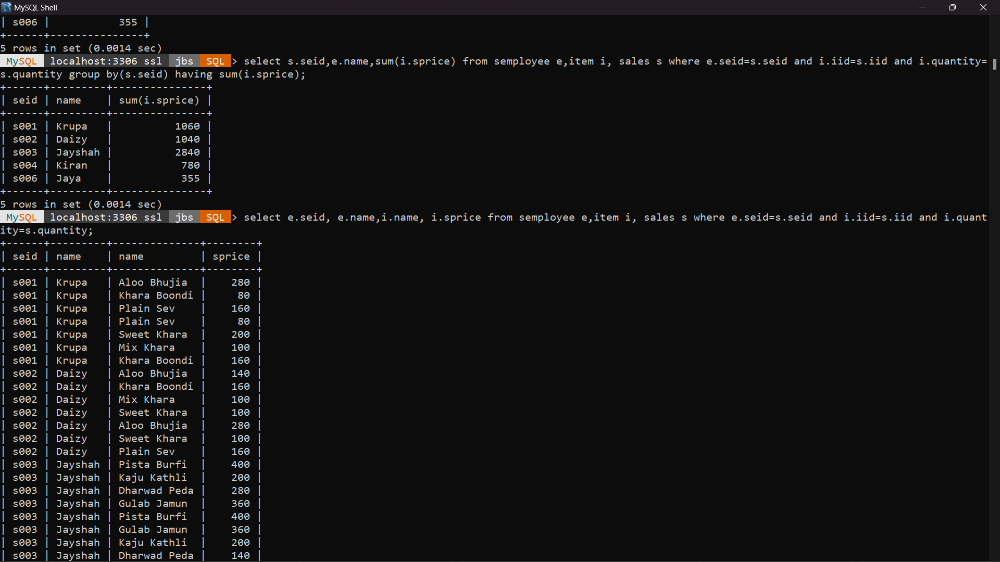 MySQL Shell
| s006 |           355 |
+------+---------------+
5 rows in set (0.0014 sec)
MySQL localhost:3306 ssl jbs SQL > select s.seid,e.name,sum(i.sprice) from semployee e,item i, sales s where e.seid=s.seid and i.iid=s.iid and i.quantity=
s.quantity group by(s.seid) having sum(i.sprice);
+------+---------+---------------+
| seid | name    | sum(i.sprice) |
+------+---------+---------------+
| s001 | Krupa   |          1060 |
| s002 | Daizy   |          1040 |
| s003 | Jayshah |          2840 |
| s004 | Kiran   |           780 |
| s006 | Jaya    |           355 |
+------+---------+---------------+
5 rows in set (0.0014 sec)
MySQL localhost:3306 ssl jbs SQL > select e.seid, e.name,i.name, i.sprice from semployee e,item i, sales s where e.seid=s.seid and i.iid=s.iid and i.quant
ity=s.quantity;
+------+---------+--------------+--------+
| seid | name    | name         | sprice |
+------+---------+--------------+--------+
| s001 | Krupa   | Aloo Bhujia  |    280 |
| s001 | Krupa   | Khara Boondi |     80 |
| s001 | Krupa   | Plain Sev    |    160 |
| s001 | Krupa   | Plain Sev    |     80 |
| s001 | Krupa   | Sweet Khara  |    200 |
| s001 | Krupa   | Mix Khara    |    100 |
| s001 | Krupa   | Khara Boondi |    160 |
| s002 | Daizy   | Aloo Bhujia  |    140 |
| s002 | Daizy   | Khara Boondi |    160 |
| s002 | Daizy   | Mix Khara    |    100 |
| s002 | Daizy   | Sweet Khara  |    100 |
| s002 | Daizy   | Aloo Bhujia  |    280 |
| s002 | Daizy   | Sweet Khara  |    100 |
| s002 | Daizy   | Plain Sev    |    160 |
| s003 | Jayshah | Pista Burfi  |    400 |
| s003 | Jayshah | Kaju Kathli  |    200 |
| s003 | Jayshah | Dharwad Peda |    280 |
| s003 | Jayshah | Gulab Jamun  |    360 |
| s003 | Jayshah | Pista Burfi  |    400 |
| s003 | Jayshah | Gulab Jamun  |    360 |
| s003 | Jayshah | Kaju Kathli  |    200 |
| s003 | Jayshah | Dharwad Peda |    140 |